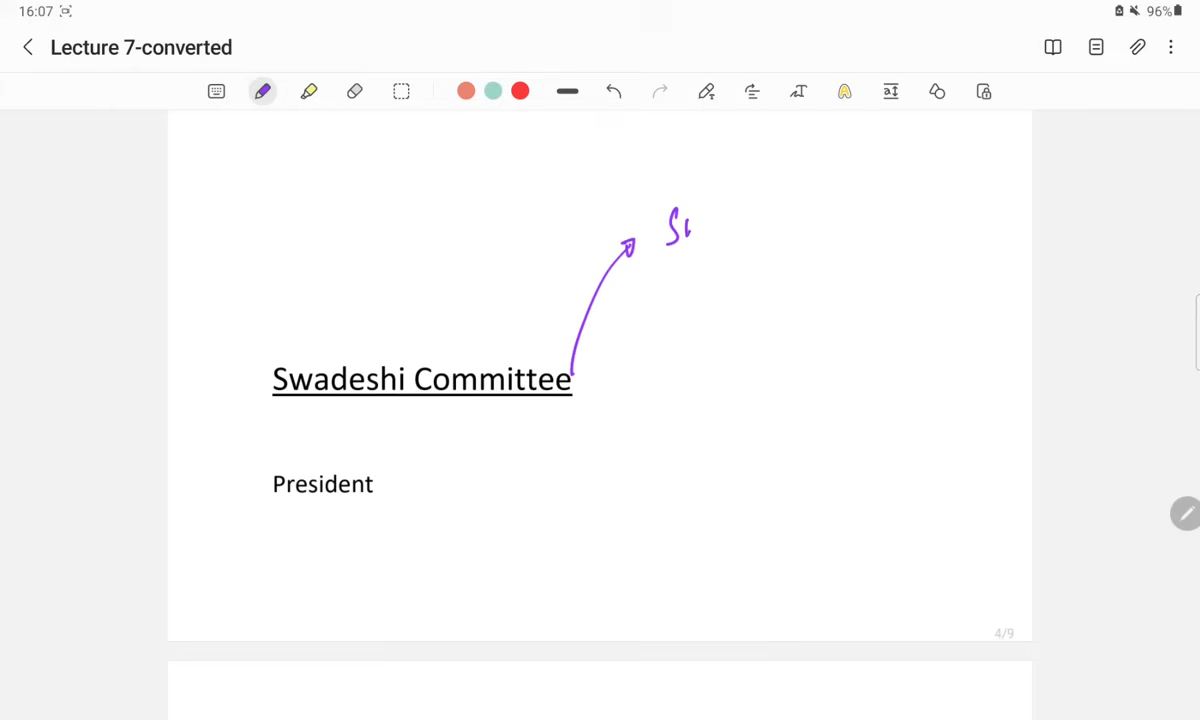 16:07 96%
Lecture 7-converted
Swadeshi Committee
President
4/9